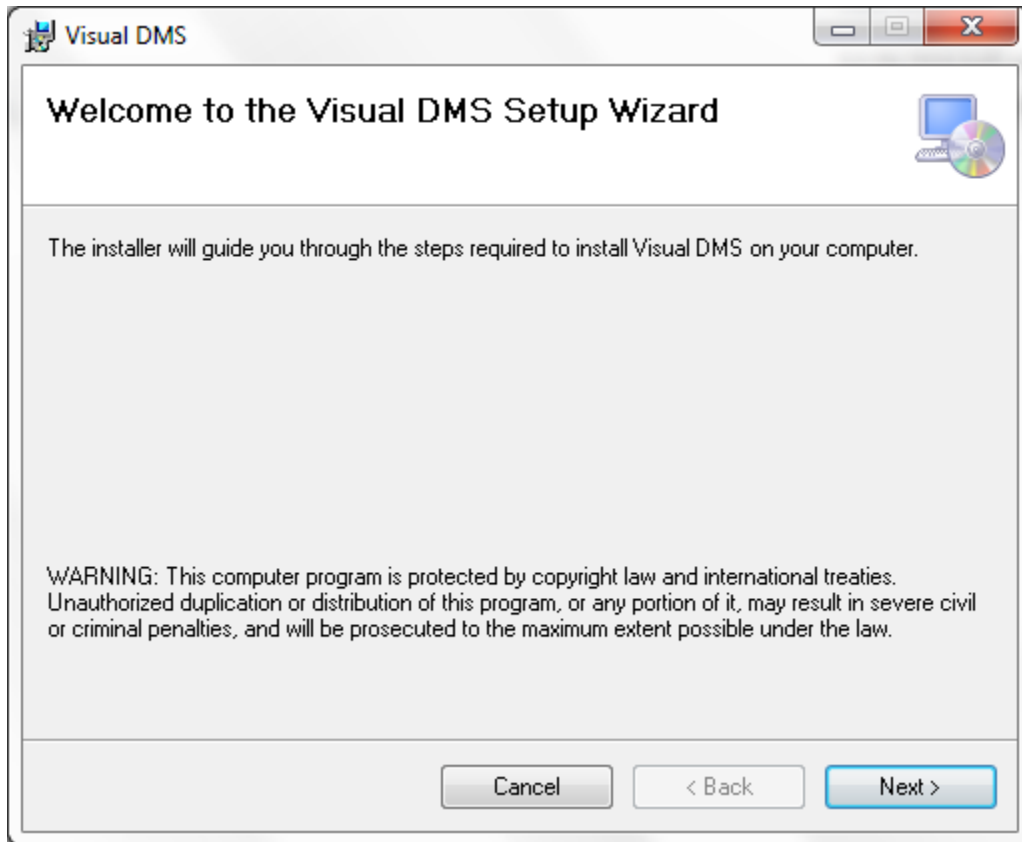 Visual DMS
Welcome to the Visual DMS Setup Wizard
The installer will guide you through the steps required to install Visual DMS on your computer.
WARNING: This computer program is protected by copyright law and international treaties.
Unauthorized duplication or distribution of this program, or any portion of it, may result in severe civil
or criminal penalties, and will be prosecuted to the maximum extent possible under the law.
Cancel
< Back
Next >